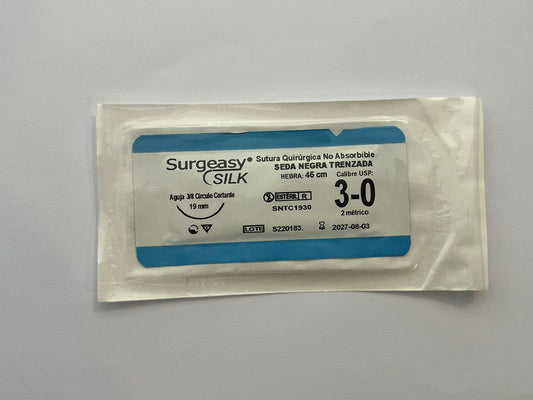 Surgeasy® SILK
Sutura Quirúrgica No Absorbible
SEDA NEGRA TRENZADA
HEBRA: 45 cm Calibre USP:
3-0
2 métrico
Aguja 3/8 Círculo Cortante
19 mm
ESTÉRIL R
SNTC1930
LOTE S220183. 2027-08-03